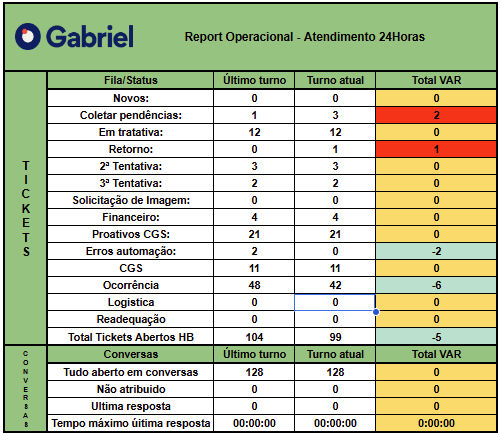 Gabriel
Report Operacional - Atendimento 24Horas
TICKETS
Fila/Status Último turno Turno atual Total VAR
Novos: 0 0 0
Coletar pendências: 1 3 2
Em tratativa: 12 12 0
Retorno: 0 1 1
2ª Tentativa: 3 3 0
3ª Tentativa: 2 2 0
Solicitação de Imagem: 0 0 0
Financeiro: 4 4 0
Proativos CGS: 21 21 0
Erros automação: 2 0 -2
CGS 11 11 0
Ocorrência 48 42 -6
Logistica 0 0 0
Readequação 0 0 0
Total Tickets Abertos HB 104 99 -5
CONVERSAS
Conversas Último turno Turno atual Total VAR
Tudo aberto em conversas 128 128 0
Não atribuido 0 0 0
Ultima resposta 0 0 0
Tempo máximo úitima resposta 00:00:00 00:00:00 0:00:00